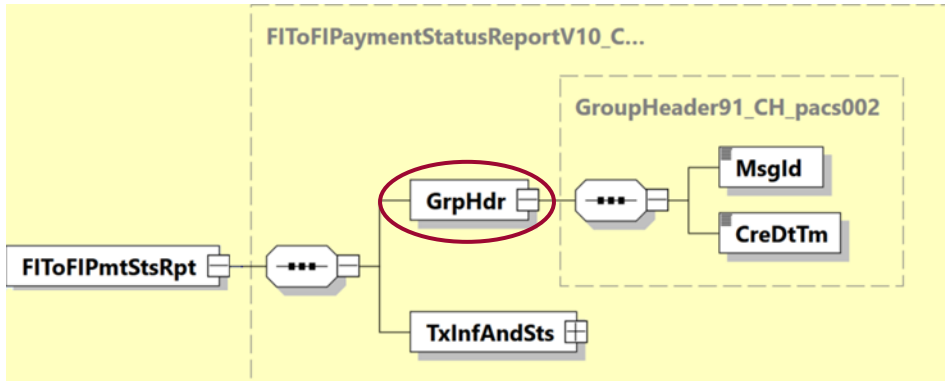 FIToFIPaymentStatusReportV10_C...
GroupHeader91_CH_pacs002
MsgId
GrpHdr
CreDtTm
FIToFIPmtStsRpt
TxInfAndSts